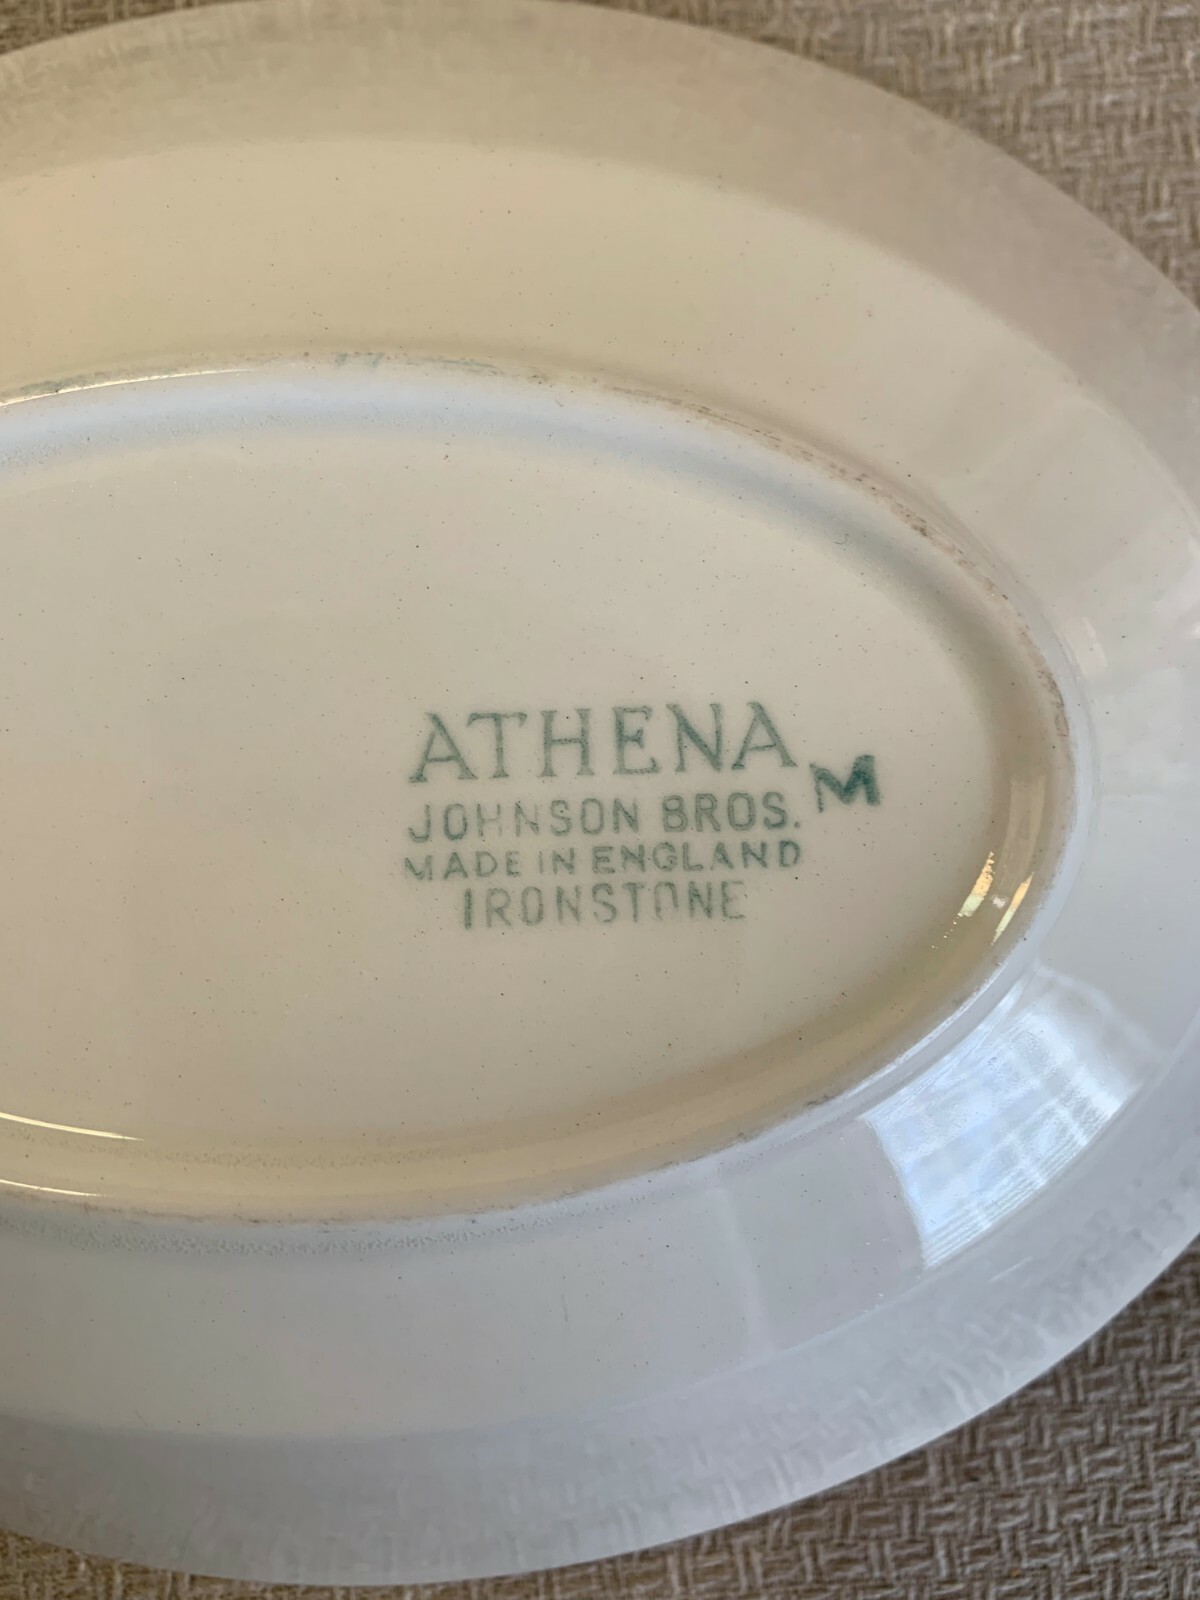 ATHENA
M
JOHNSON BROS.
MADE IN ENGLAND
IRONSTONE